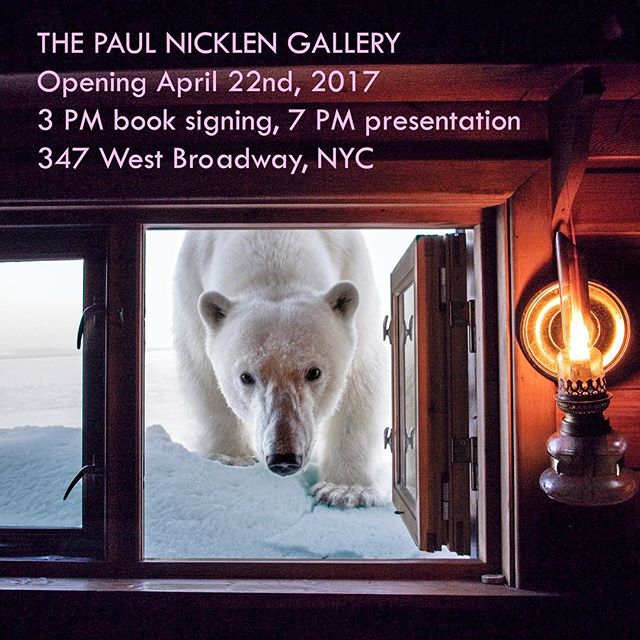 THE PAUL NICKLEN GALLERY
Opening April 22nd, 2017
3 PM book signing, 7 PM presentation
347 West Broadway, NYC